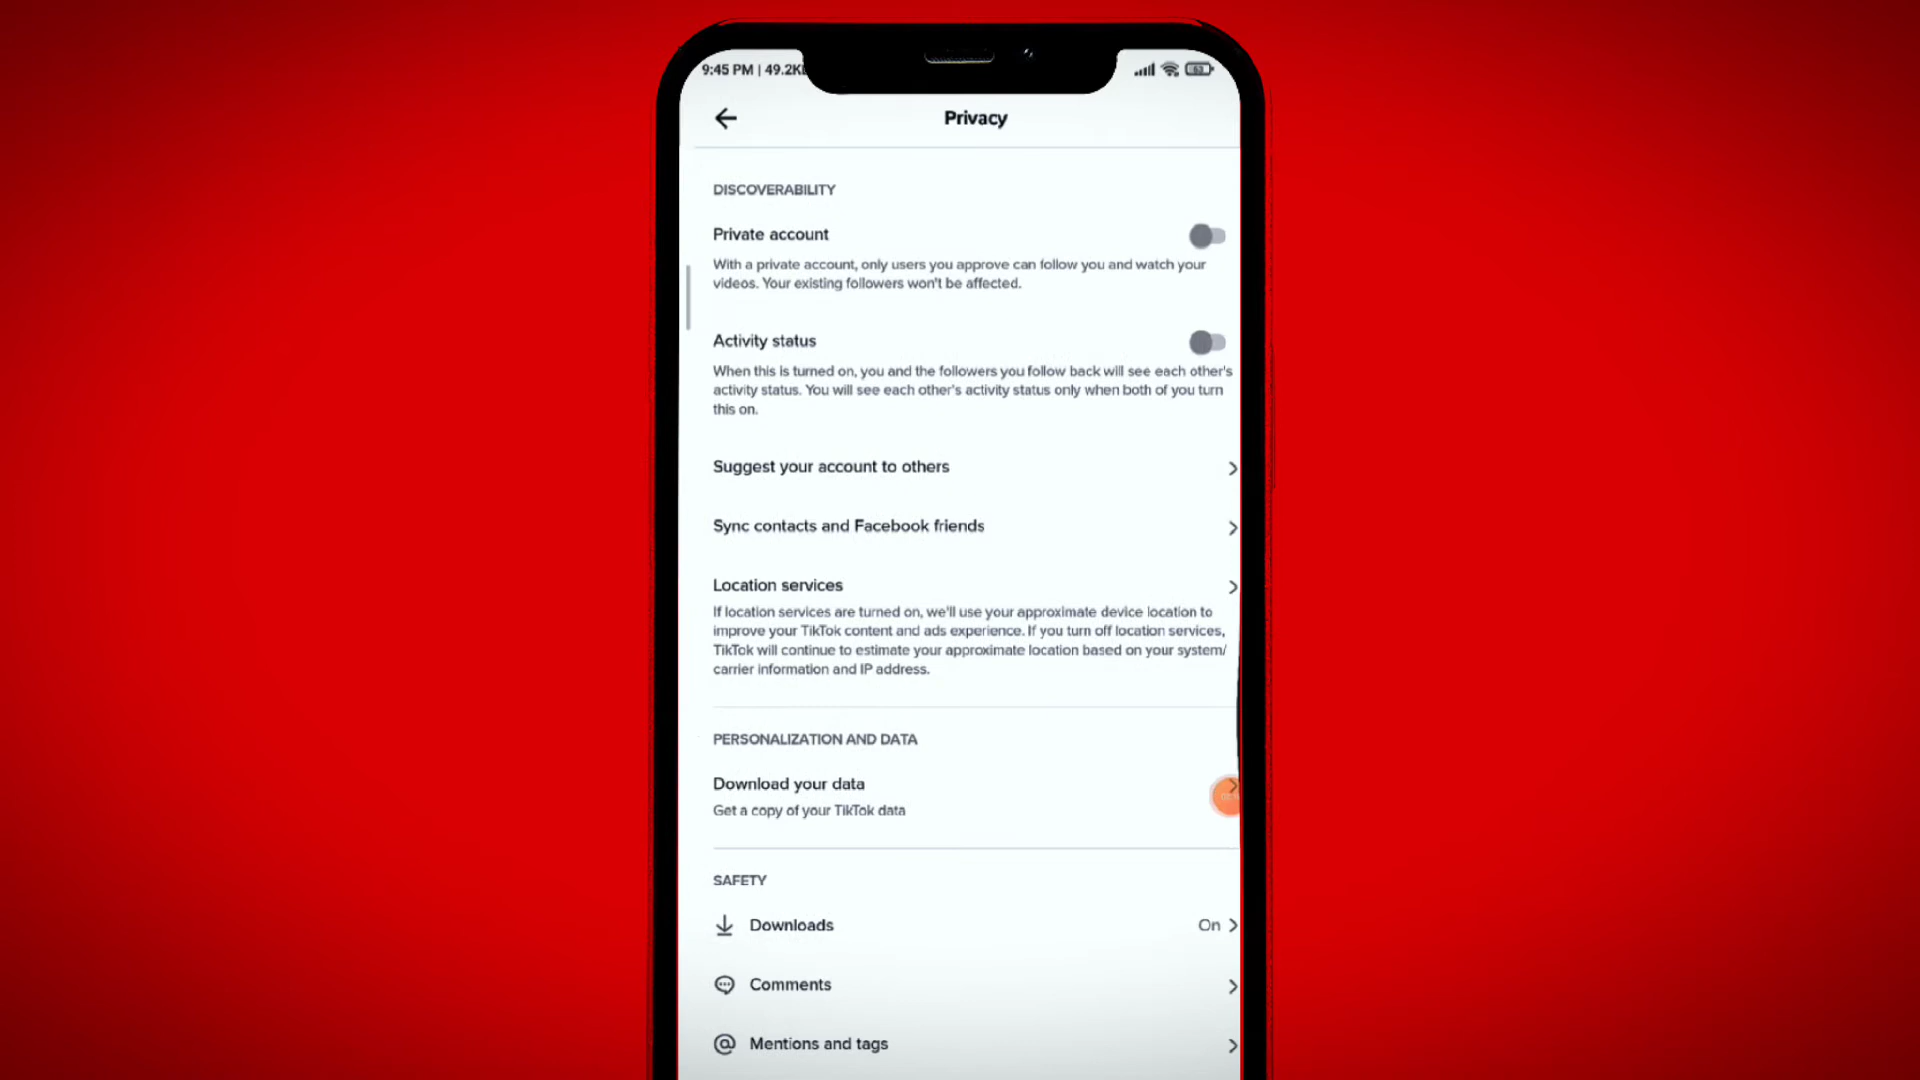 9:45 PM | 49.2K
63
Privacy
DISCOVERABILITY
Private account
With a private account, only users you approve can follow you and watch your
videos. Your existing followers won't be affected.
Activity status
When this is turned on, you and the followers you follow back will see each other's
activity status. You will see each other's activity status only when both of you turn
this on.
Suggest your account to others
Sync contacts and Facebook friends
Location services
If location services are turned on, we'll use your approximate device location to
improve your TikTok content and ads experience. If you turn off location services,
TikTok will continue to estimate your approximate location based on your system/
carrier information and IP address.
PERSONALIZATION AND DATA
Download your data
Get a copy of your TikTok data
SAFETY
Downloads On
Comments
Mentions and tags